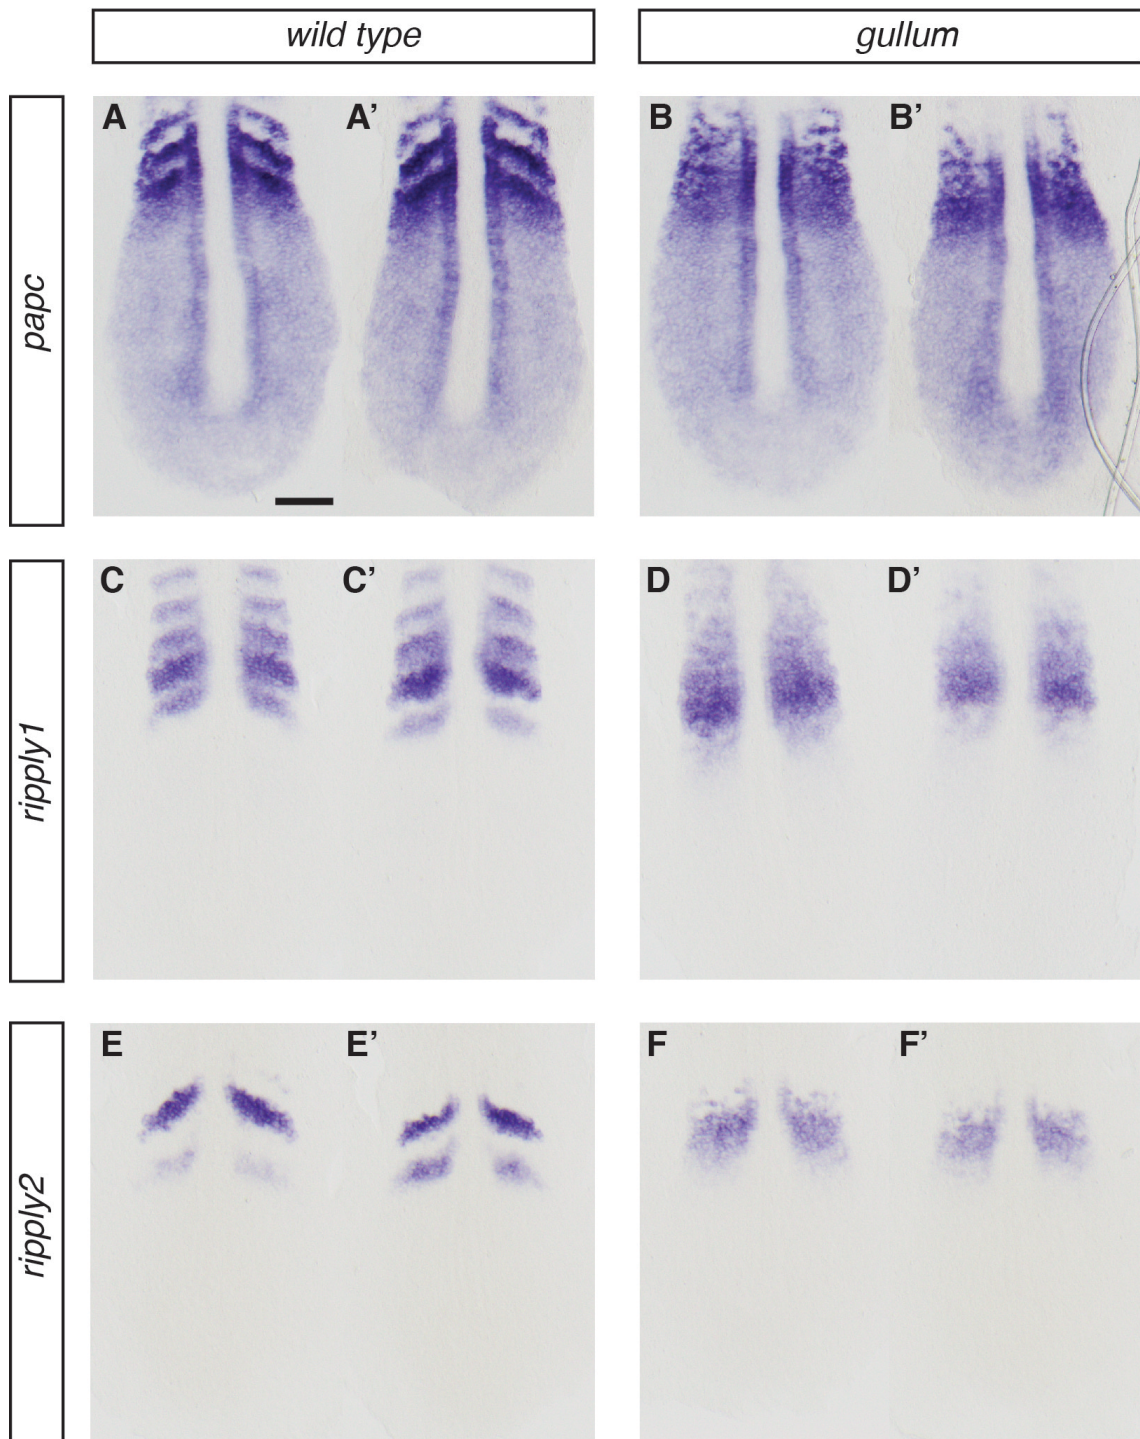 wild type
gullum
papc
A
A’
B
B’
ripply1
C
C’
D
D’
ripply2
E
E’
F
F’